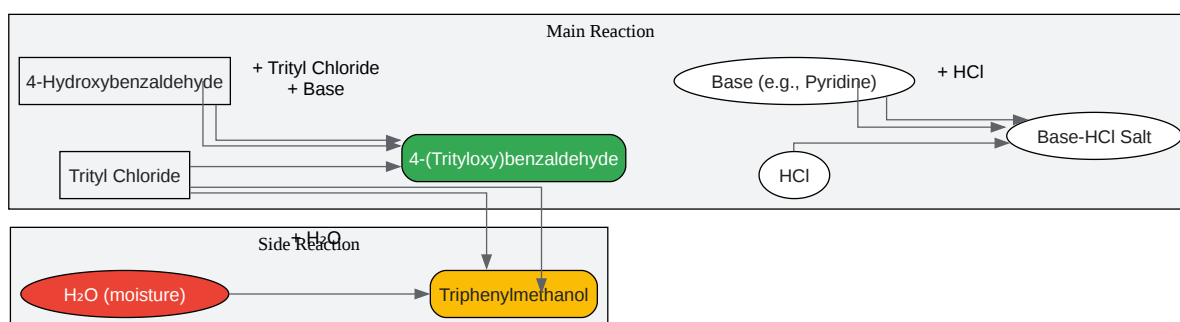 Main Reaction
4-Hydroxybenzaldehyde
+ Trityl Chloride
+ Base
Base (e.g., Pyridine)
+ HCl
Base-HCl Salt
4-(Trityloxy)benzaldehyde
Trityl Chloride
HCl
+ H₂O
Side Reaction
H₂O (moisture)
Triphenylmethanol